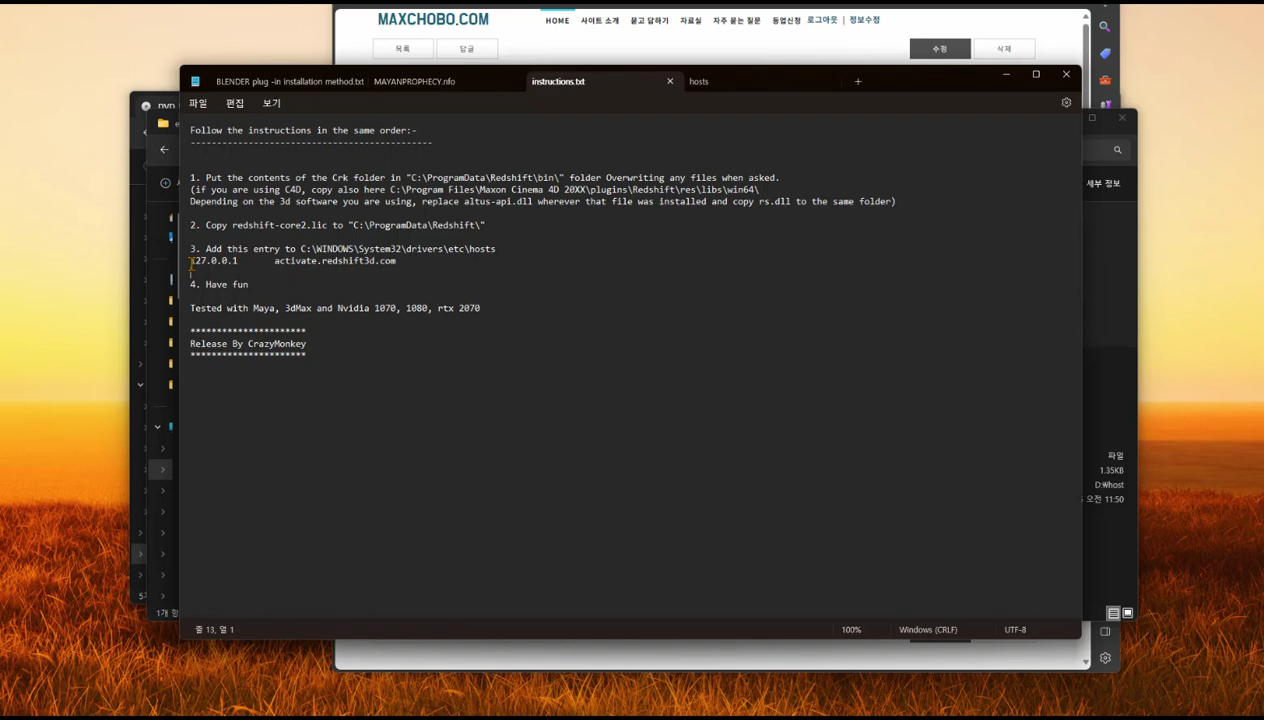 MAXCHOBO.COM
HOME 사이트 소개 묻고 답하기 자료실 자주 묻는 질문 등업신청 로그아웃 | 정보수정
목록 답글 수정 삭제
BLENDER plug -in installation method.txt MAYANPROPHECY.nfo instructions.txt hosts
파일 편집 보기
Follow the instructions in the same order:-
----------------------------------------------
1. Put the contents of the Crk folder in "C:\ProgramData\Redshift\bin\" folder Overwriting any files when asked.
(if you are using C4D, copy also here C:\Program Files\Maxon Cinema 4D 20XX\plugins\Redshift\res\libs\win64\
Depending on the 3d software you are using, replace altus-api.dll wherever that file was installed and copy rs.dll to the same folder)
2. Copy redshift-core2.lic to "C:\ProgramData\Redshift\"
3. Add this entry to C:\WINDOWS\System32\drivers\etc\hosts
127.0.0.1 activate.redshift3d.com
4. Have fun
Tested with Maya, 3dMax and Nvidia 1070, 1080, rtx 2070
**********************
Release By CrazyMonkey
**********************
세부 정보
파일
1.35KB
D:₩host
오전 11:50
1개 항
줄 13, 열 1 100% Windows (CRLF) UTF-8